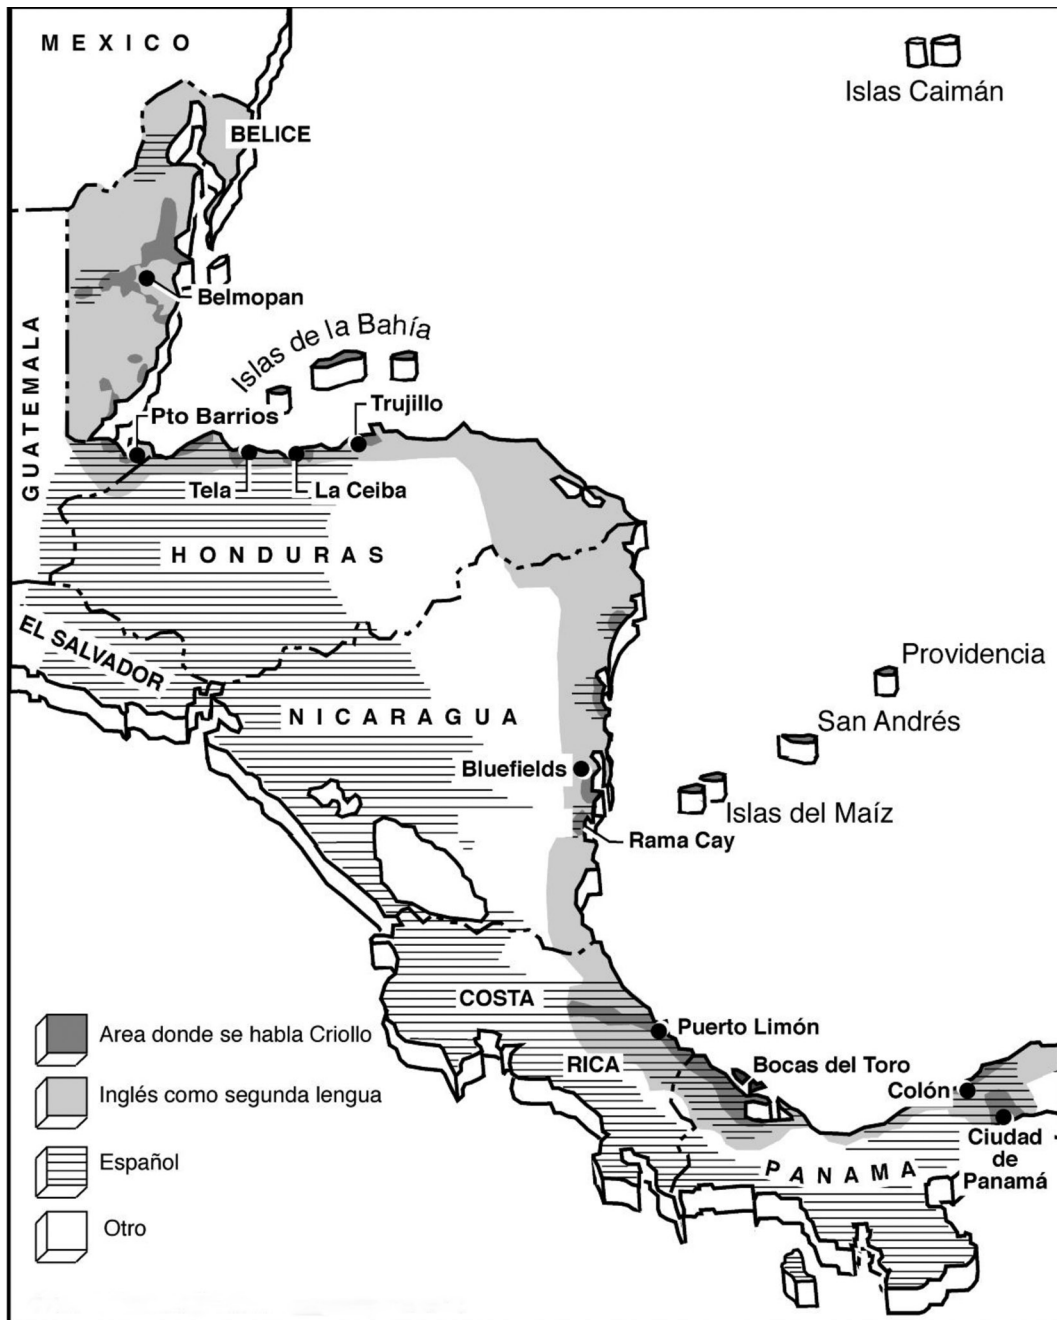 MEXICO
Islas Caimán
BELICE
Belmopan
GUATEMALA
Islas de la Bahía
Trujillo
Pto Barrios
Tela
La Ceiba
HONDURAS
EL SALVADOR
Providencia
NICARAGUA
San Andrés
Bluefields
Islas del Maíz
Rama Cay
COSTA
RICA
Puerto Limón
Bocas del Toro
Colón
Ciudad
de
Panamá
PANAMA
Area donde se habla Criollo
Inglés como segunda lengua
Español
Otro